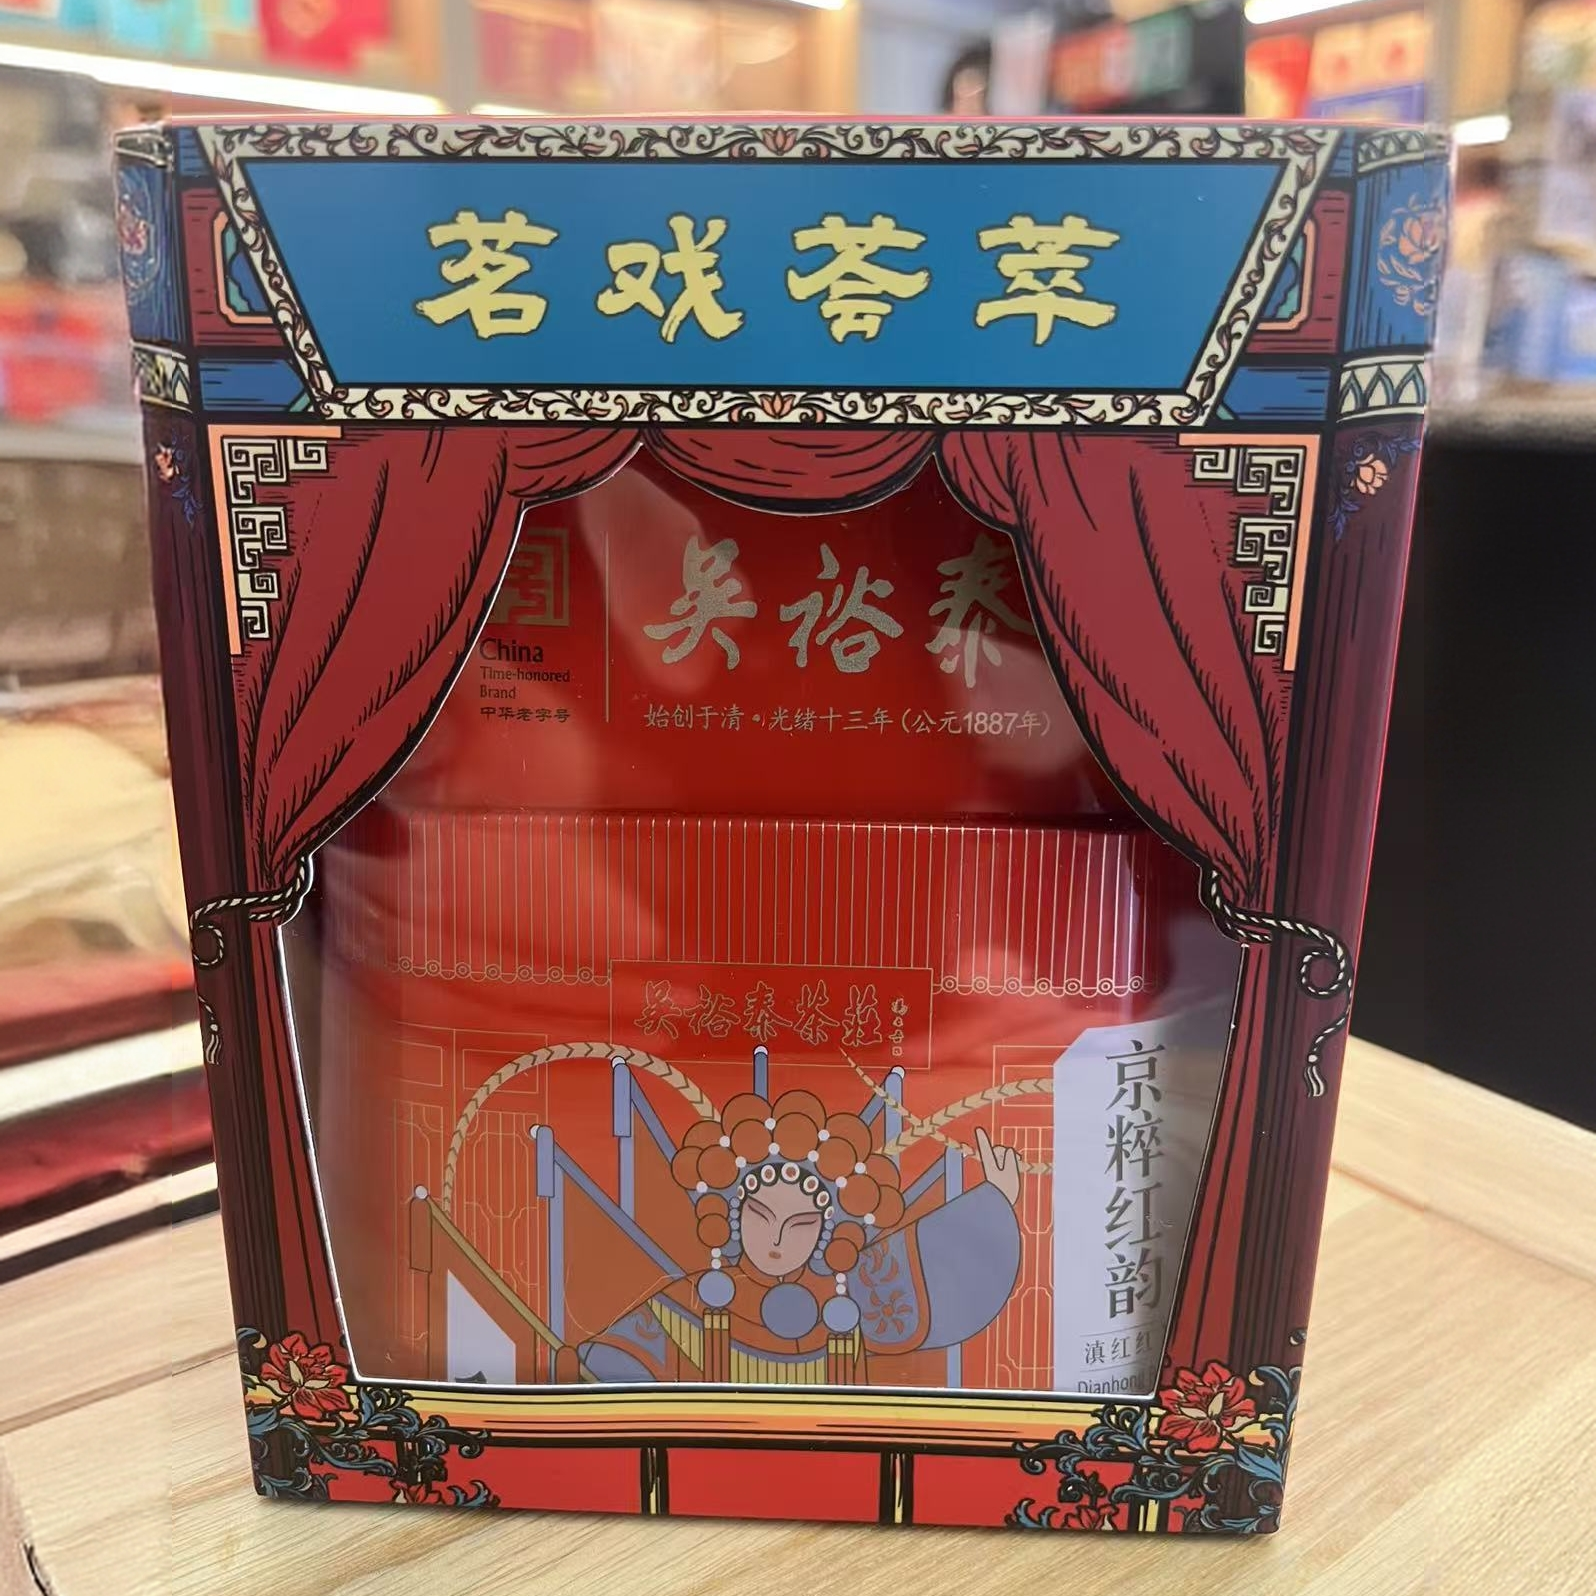 茗戏荟萃
吴裕泰
China
Time-honored
Brand
中华老字号
始创于清·光绪十三年(公元1887年)
吴裕泰茶莊
京粹红韵
滇红红
Dianhong